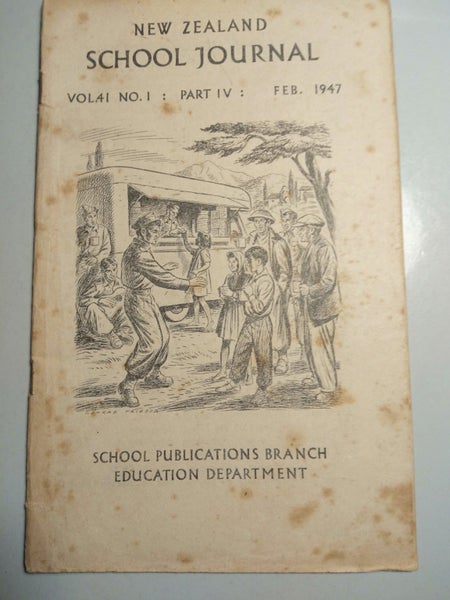 NEW ZEALAND
SCHOOL JOURNAL
VOL.41 NO.1 : PART IV : FEB. 1947
SCHOOL PUBLICATIONS BRANCH
EDUCATION DEPARTMENT